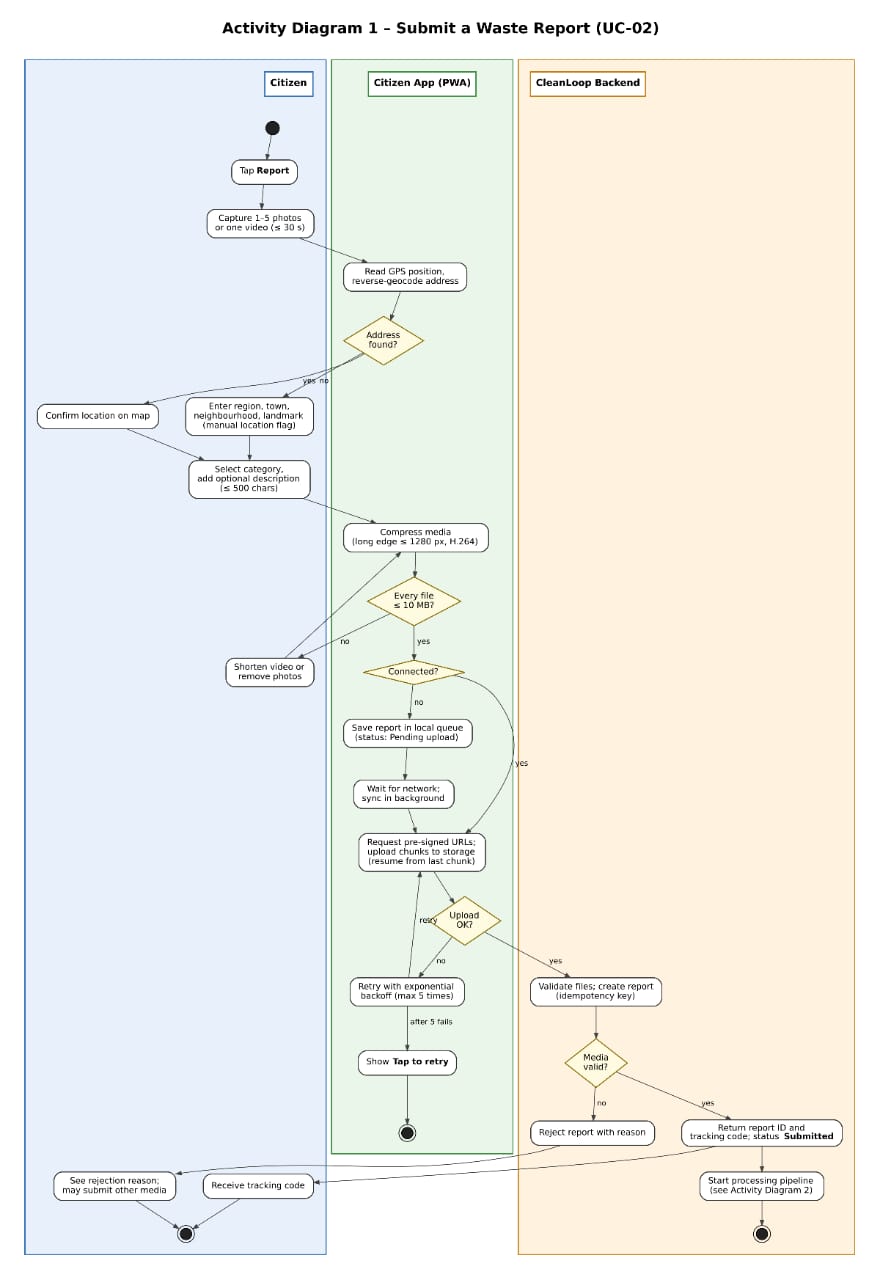 Activity Diagram 1 – Submit a Waste Report (UC-02)
Citizen
Citizen App (PWA)
CleanLoop Backend
Tap Report
Capture 1–5 photos
or one video (≤ 30 s)
Read GPS position,
reverse-geocode address
Address
found?
yes no
Confirm location on map
Enter region, town,
neighbourhood, landmark
(manual location flag)
Select category,
add optional description
(≤ 500 chars)
Compress media
(long edge ≤ 1280 px, H.264)
Every file
≤ 10 MB?
no
yes
Shorten video or
remove photos
Connected?
no
Save report in local queue
(status: Pending upload)
yes
Wait for network;
sync in background
Request pre-signed URLs;
upload chunks to storage
(resume from last chunk)
retry
Upload
OK?
no
yes
Retry with exponential
backoff (max 5 times)
Validate files; create report
(idempotency key)
after 5 fails
Show Tap to retry
Media
valid?
no
yes
Reject report with reason
Return report ID and
tracking code; status Submitted
See rejection reason;
may submit other media
Receive tracking code
Start processing pipeline
(see Activity Diagram 2)